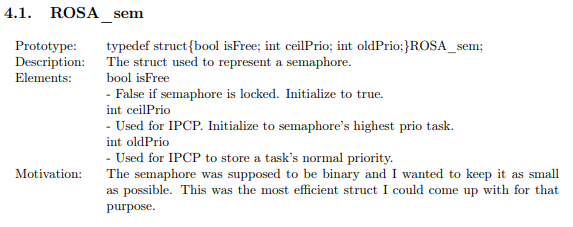 4.1. ROSA_sem
Prototype: typedef struct{bool isFree; int ceilPrio; int oldPrio;}ROSA_sem;
Description: The struct used to represent a semaphore.
Elements: bool isFree
- False if semaphore is locked. Initialize to true.
int ceilPrio
- Used for IPCP. Initialize to semaphore's highest prio task.
int oldPrio
- Used for IPCP to store a task's normal priority.
Motivation: The semaphore was supposed to be binary and I wanted to keep it as small
as possible. This was the most efficient struct I could come up with for that
purpose.